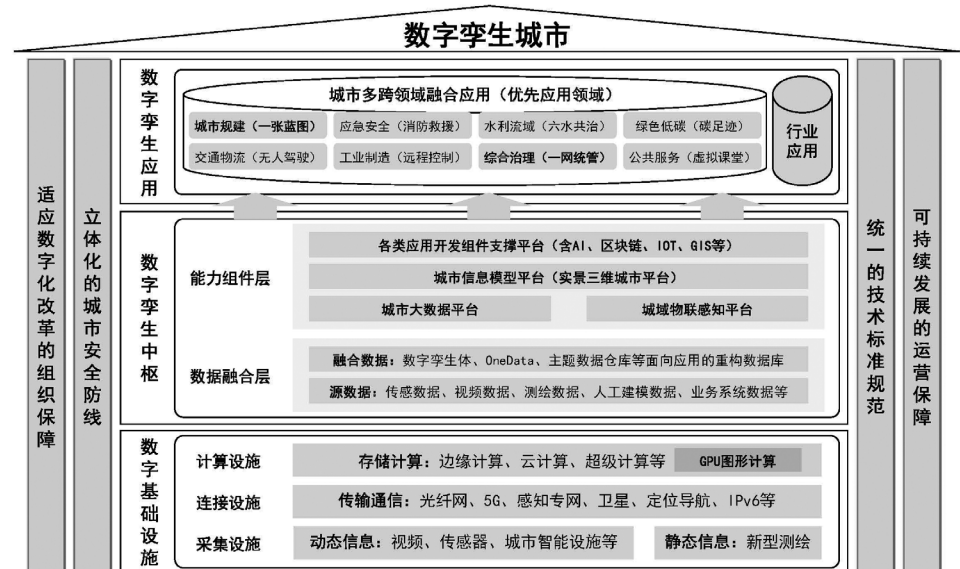 数字孪生城市
适应数字化改革的组织保障
立体化的城市安全防线
数字孪生应用
城市多跨领域融合应用（优先应用领域）
城市规建（一张蓝图）
应急安全（消防救援）
水利流域（六水共治）
绿色低碳（碳足迹）
交通物流（无人驾驶）
工业制造（远程控制）
综合治理（一网统管）
公共服务（虚拟课堂）
行业应用
数字孪生中枢
能力组件层
各类应用开发组件支撑平台（含AI、区块链、IOT、GIS等）
城市信息模型平台（实景三维城市平台）
城市大数据平台
城域物联感知平台
数据融合层
融合数据：数字孪生体、OneData、主题数据仓库等面向应用的重构数据库
源数据：传感数据、视频数据、测绘数据、人工建模数据、业务系统数据等
数字基础设施
计算设施
存储计算：边缘计算、云计算、超级计算等
GPU图形计算
连接设施
传输通信：光纤网、5G、感知专网、卫星、定位导航、IPv6等
采集设施
动态信息：视频、传感器、城市智能设施等
静态信息：新型测绘
统一的技术标准规范
可持续发展的运营保障